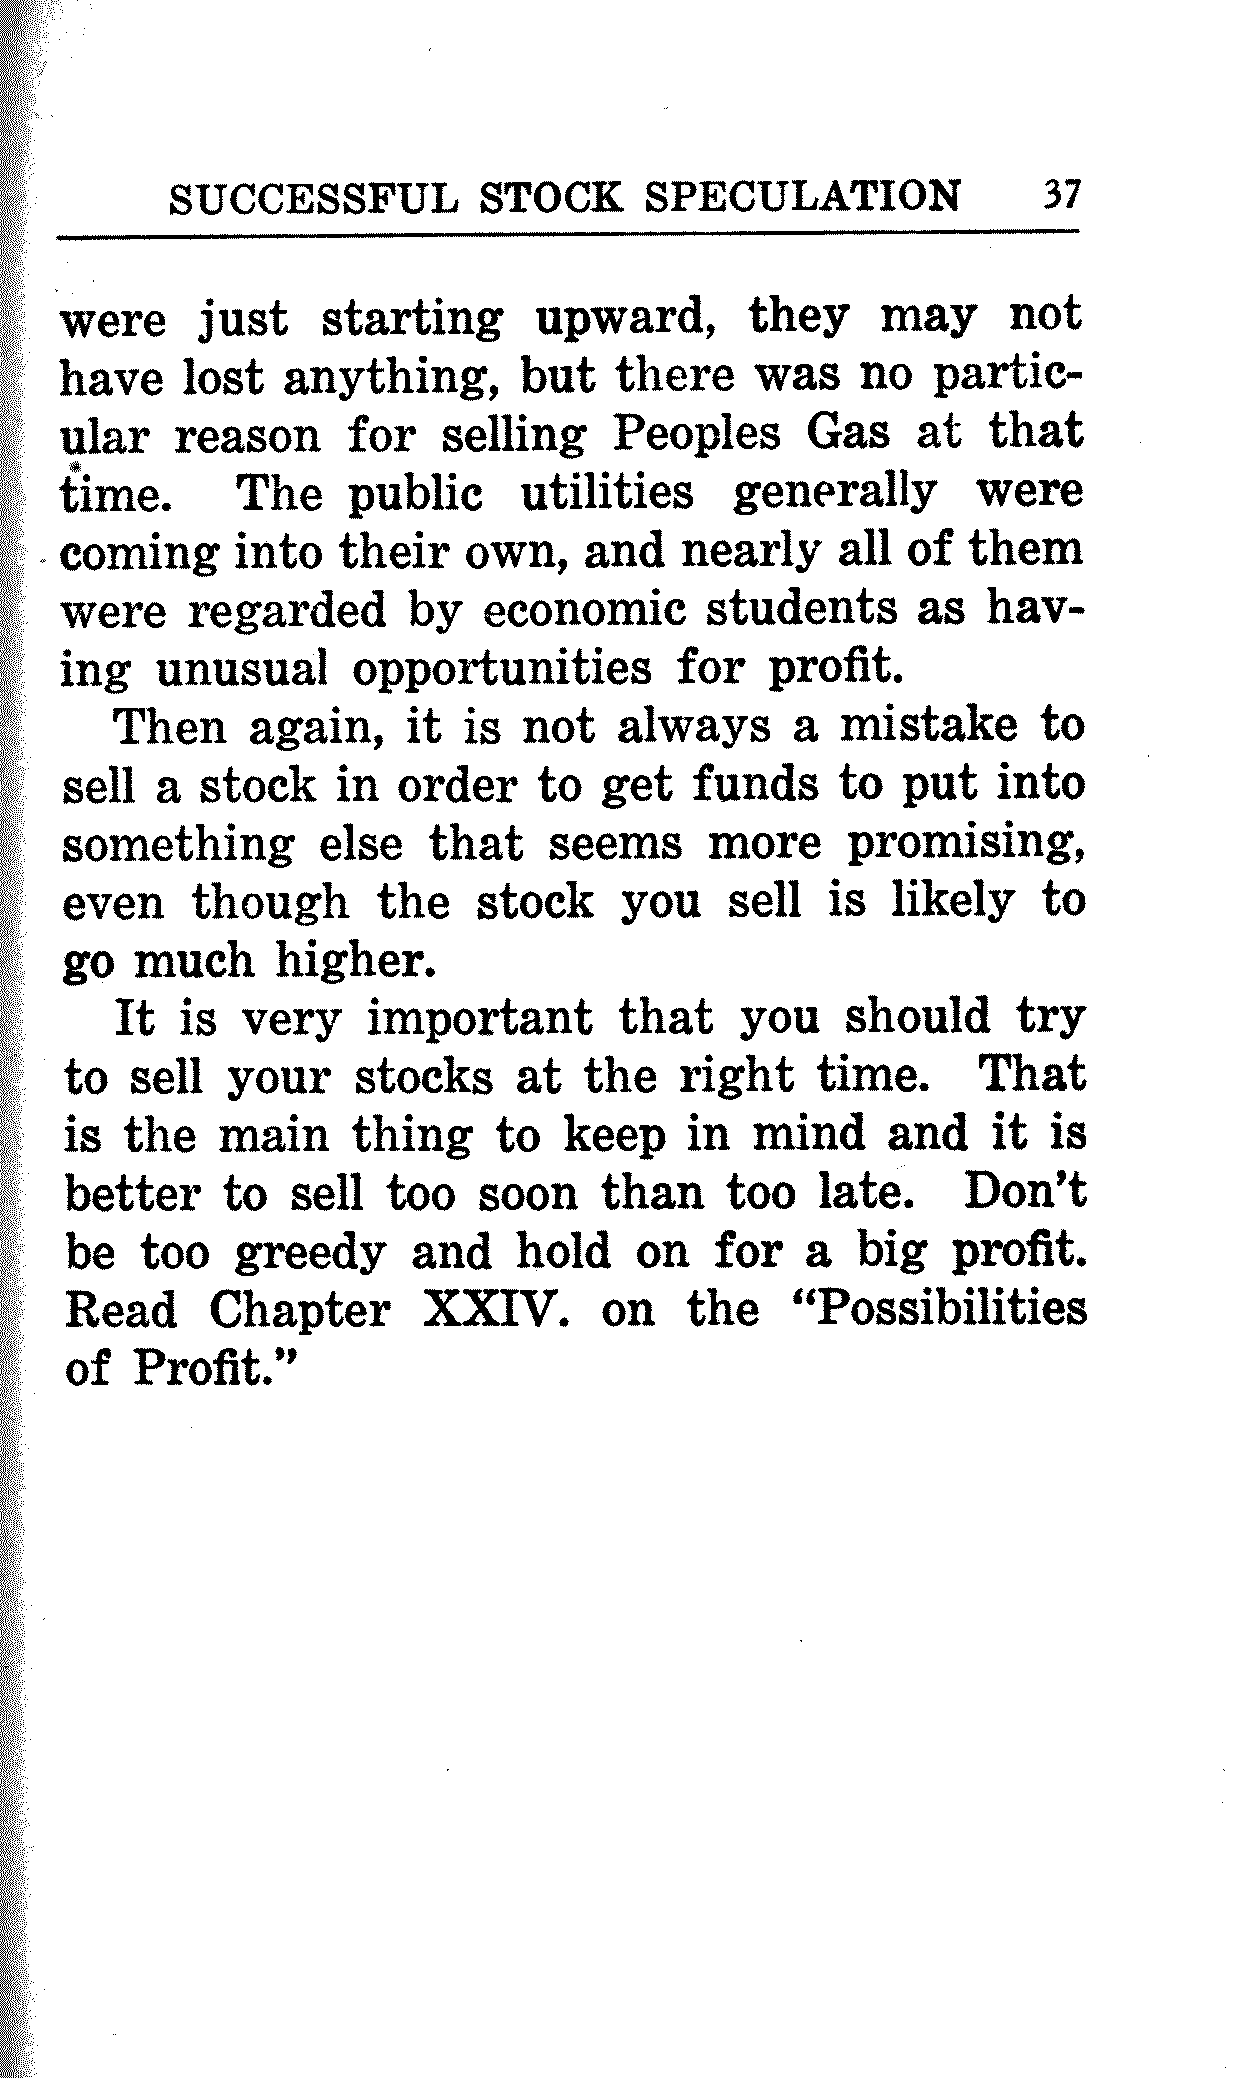 SUCCESSFUL STOCK SPECULATION 37
were just starting upward, they may not
have lost anything, but there was no partic-
ular reason for selling Peoples Gas at that
time. The public utilities generally were
coming into their own, and nearly all of them
were regarded by economic students as hav-
ing unusual opportunities for profit.
Then again, it is not always a mistake to
sell a stock in order to get funds to put into
something else that seems more promising,
even though the stock you sell is likely to
go much higher.
It is very important that you should try
to sell your stocks at the right time. That
is the main thing to keep in mind and it is
better to sell too soon than too late. Don't
be too greedy and hold on for a big profit.
Read Chapter XXIV. on the “Possibilities
of Profit.”